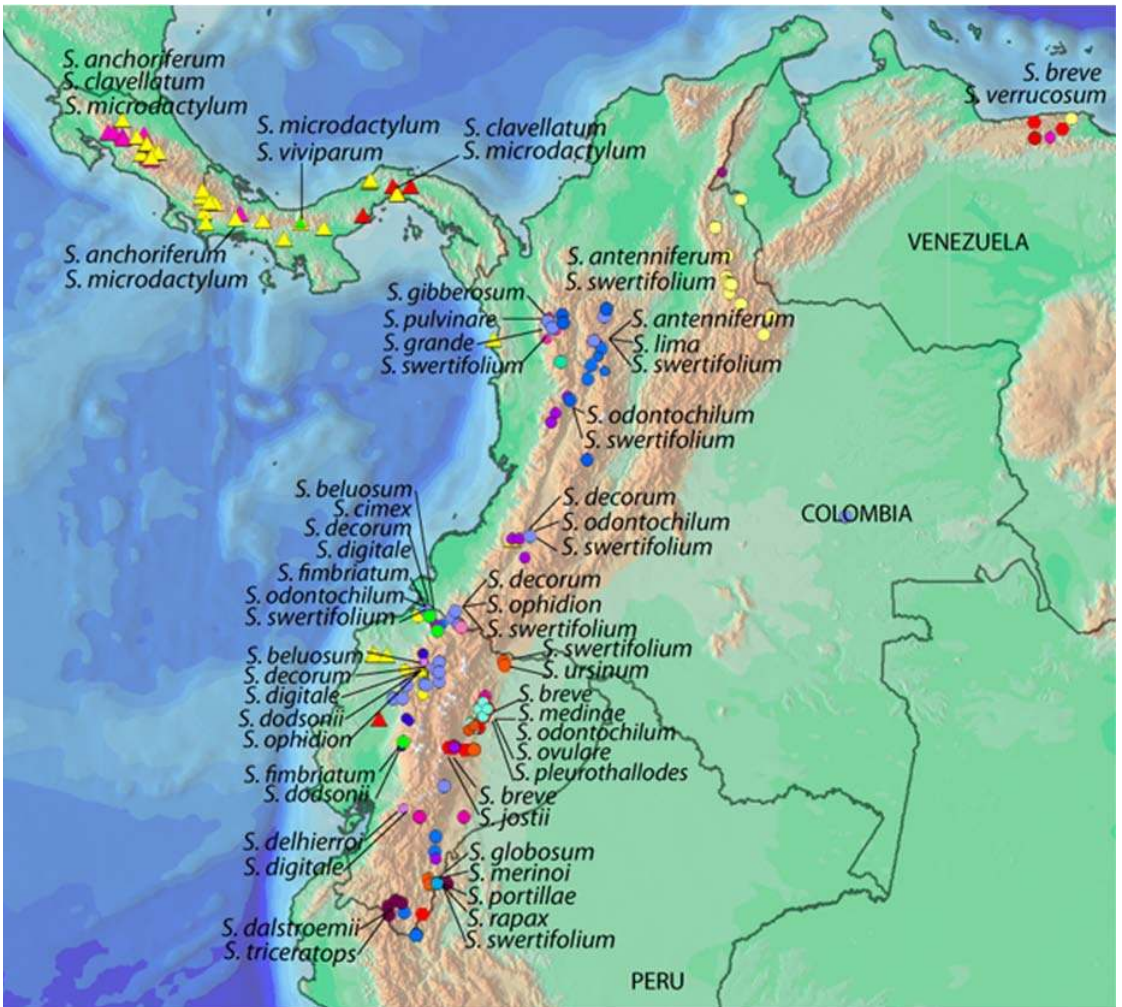 S. anchoriferum
S. clavellatum
S. microdactylum
S. microdactylum
S. viviparum
S. clavellatum
S. microdactylum
S. breve
S. verrucosum
S. anchoriferum
S. microdactylum
VENEZUELA
S. antenniferum
S. swertifolium
S. gibberosum
S. pulvinare
S. grande
S. swertifolium
S. antenniferum
S. lima
S. swertifolium
S. odontochilum
S. swertifolium
S. decorum
S. odontochilum
S. swertifolium
COLOMBIA
S. beluosum
S. cimex
S. decorum
S. digitale
S. fimbriatum
S. odontochilum
S. swertifolium
S. decorum
S. ophidion
S. swertifolium
S. beluosum
S. decorum
S. digitale
S. dodsonii
S. ophidion
S. swertifolium
S. ursinum
S. breve
S. medinae
S. odontochilum
S. ovulare
S. pleurothallodes
S. fimbriatum
S. dodsonii
S. breve
S. jostii
S. delhierroi
S. digitale
S. globosum
S. merinoi
S. portillae
S. rapax
S. swertifolium
S. dalstroemii
S. triceratops
PERU